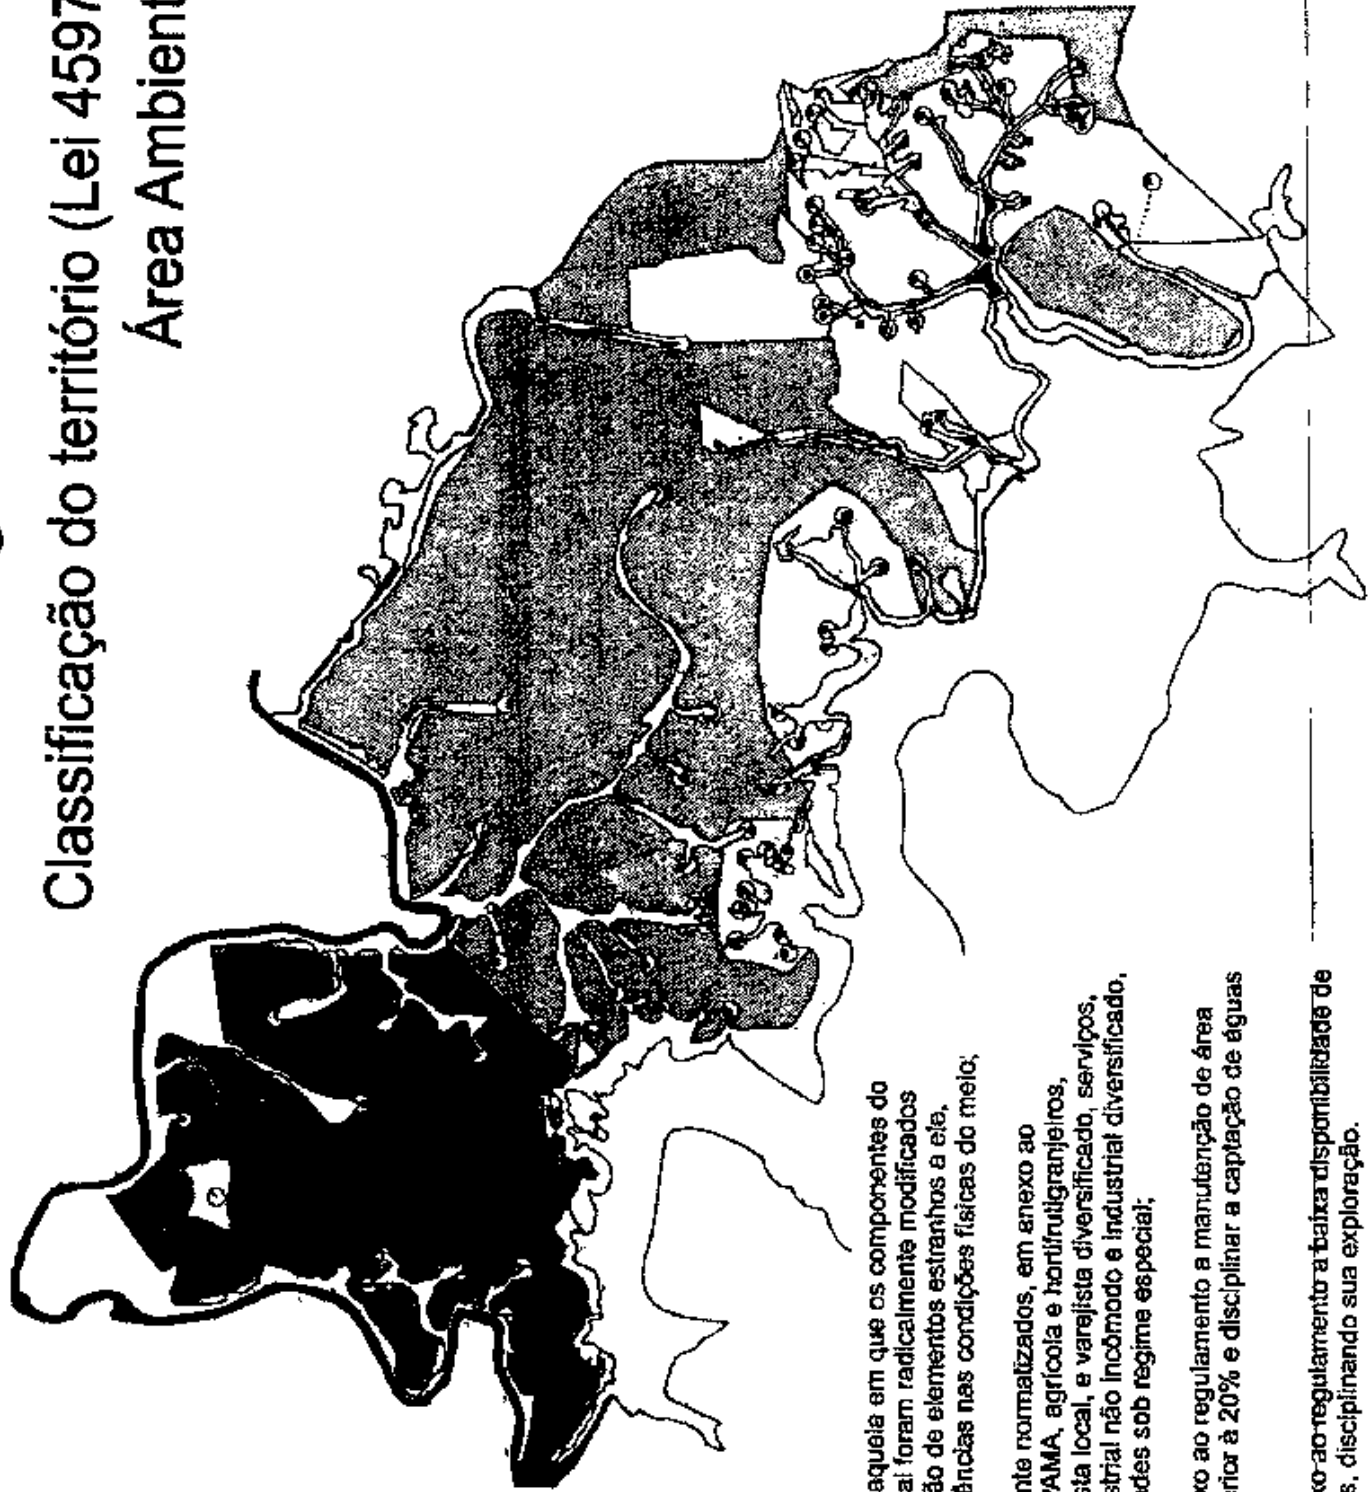 Classificação do território (Lei 4597
Área Ambient
aquela em que os componentes do
al foram radicalmente modificados
ão de elementos estranhos a ele,
ências nas condições físicas do meio;
nte normatizados, em anexo ao
AMA, agrícola e hortifrutigranjeiros,
sta local, e varejista diversificado, serviços,
strial não incômodo e industrial diversificado,
des sob regime especial;
xo ao regulamento a manutenção de área
rior à 20% e disciplinar a captação de águas
xo ao regulamento a baixa disponibilidade de
s, disciplinando sua exploração.